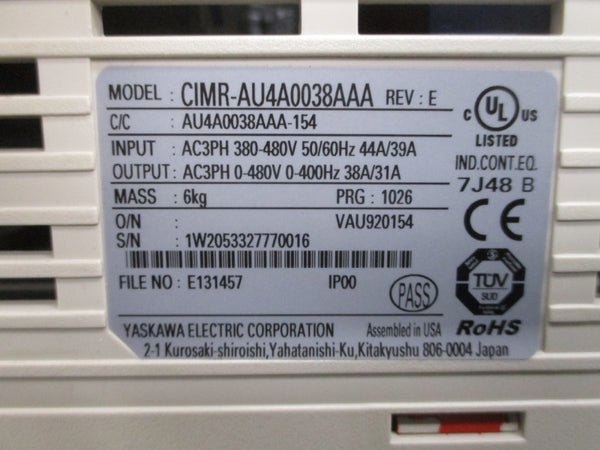 MODEL : CIMR-AU4A0038AAA REV : E
C/C : AU4A0038AAA-154
INPUT : AC3PH 380-480V 50/60Hz 44A/39A
OUTPUT : AC3PH 0-480V 0-400Hz 38A/31A
MASS : 6kg PRG : 1026
O/N : VAU920154
S/N : 1W2053327770016
FILE NO : E131457 IP00
PASS
YASKAWA ELECTRIC CORPORATION Assembled in USA
2-1 Kurosaki-shiroishi,Yahatanishi-Ku,Kitakyushu 806-0004 Japan
C UL US
LISTED
IND.CONT.EQ.
7J48 B
CE
TUV
SUD
RoHS